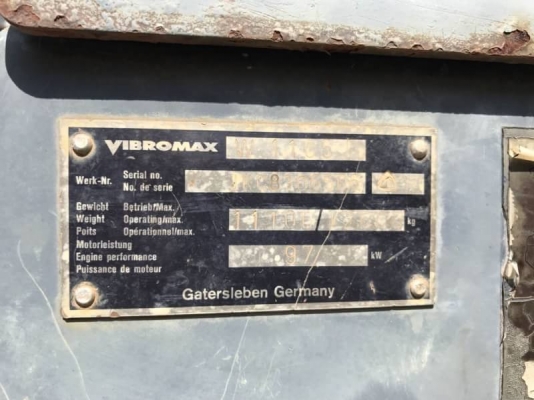 VIBROMAX
Werk-Nr. Serial no.
No. de série
Gewicht Betrieb/Max.
Weight Operating/max.
Poits Operationnel/max. kg
Motorleistung
Engine performance kW
Puissance de moteur
Gatersleben Germany